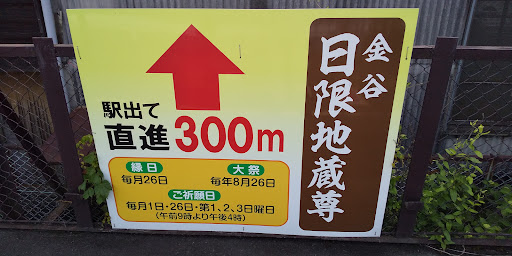 金谷
日限地蔵尊
駅出て
直進300m
縁日
毎月26日
大祭
毎年8月26日
ご祈願日
毎月1日・26日・第1、2、3日曜日
(午前9時より午後4時)